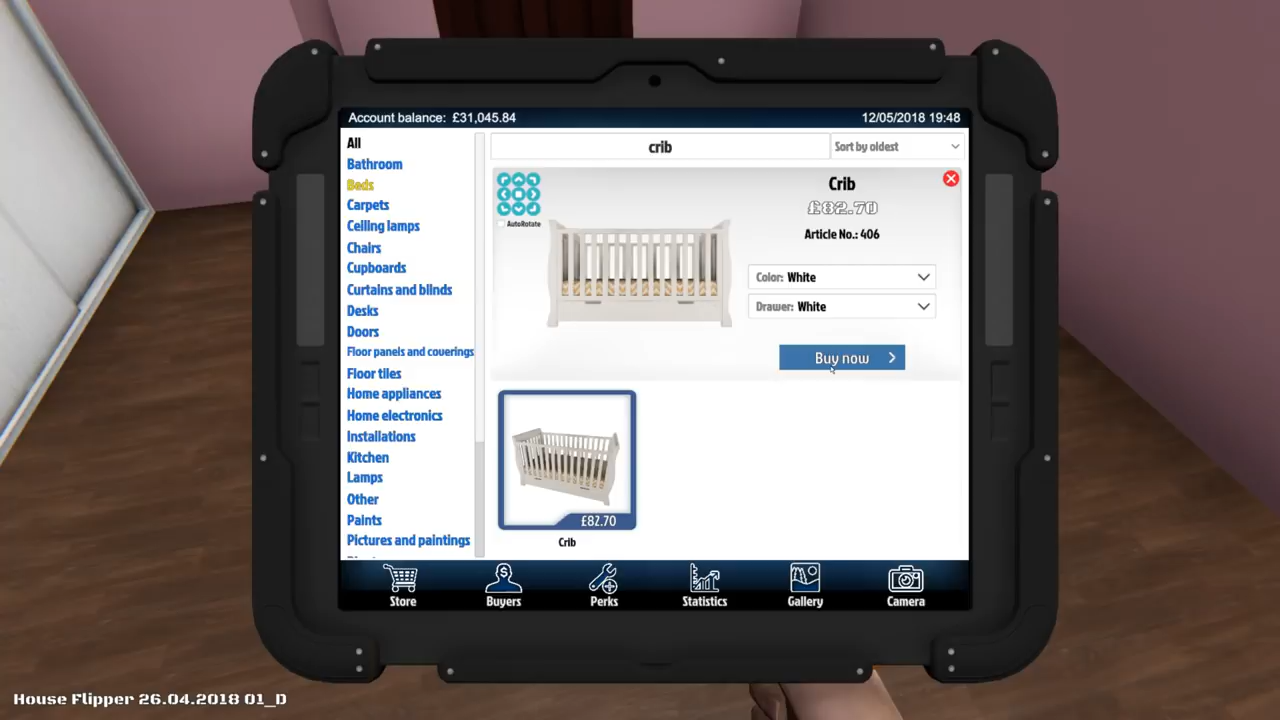 Account balance: £31,045.84
12/05/2018 19:48
All
Bathroom
Beds
Carpets
Ceiling lamps
Chairs
Cupboards
Curtains and blinds
Desks
Doors
Floor panels and coverings
Floor tiles
Home appliances
Home electronics
Installations
Kitchen
Lamps
Other
Paints
Pictures and paintings
crib
Sort by oldest
AutoRotate
Crib
£82.70
Article No.: 406
Color: White
Drawer: White
Buy now
£82.70
Crib
Store
Buyers
Perks
Statistics
Gallery
Camera
House Flipper 26.04.2018 01_D